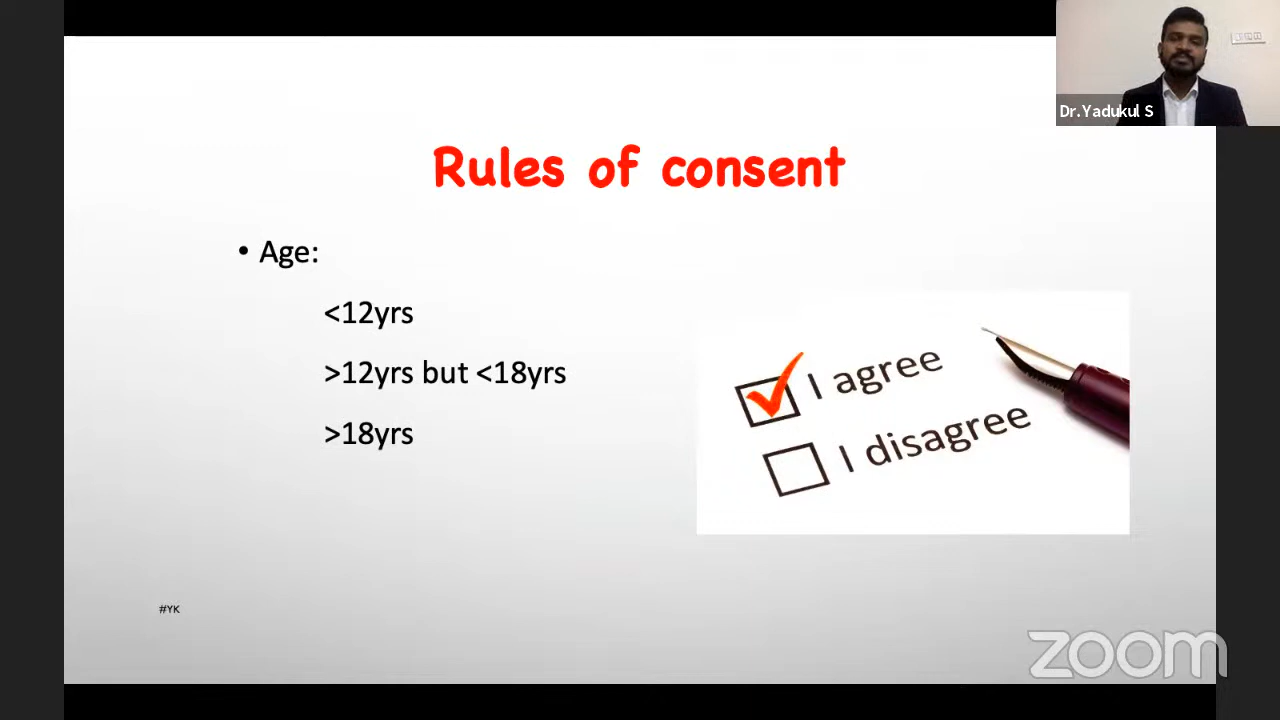 Dr.Yadukul S
Rules of consent
• Age:
<12yrs
>12yrs but <18yrs
>18yrs
I agree
I disagree
#YK
zoom